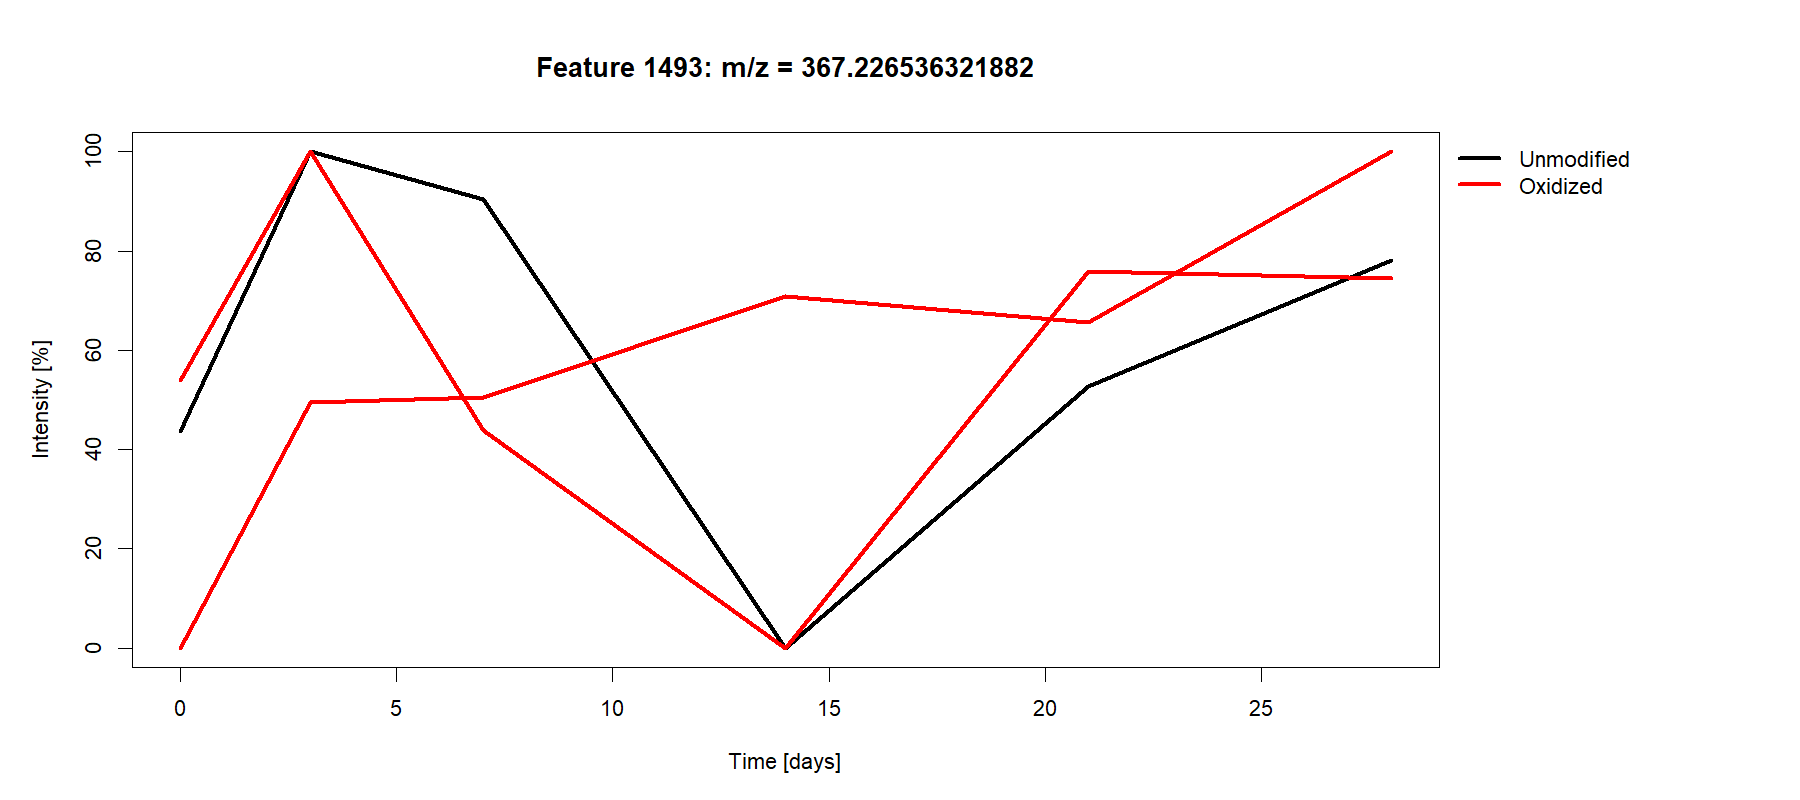 Feature 1493: m/z = 367.226536321882
Unmodified
Oxidized
Intensity [%]
100
80
60
40
20
0
0 5 10 15 20 25
Time [days]